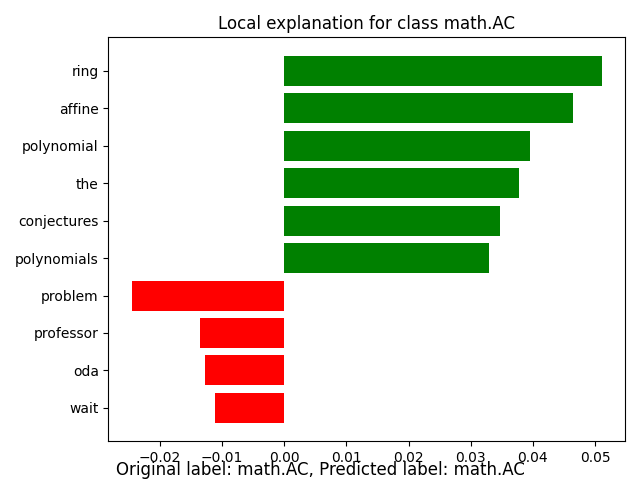 Local explanation for class math.AC
ring
affine
polynomial
the
conjectures
polynomials
problem
professor
oda
wait
−0.02 −0.01 0.00 0.01 0.02 0.03 0.04 0.05
Original label: math.AC, Predicted label: math.AC